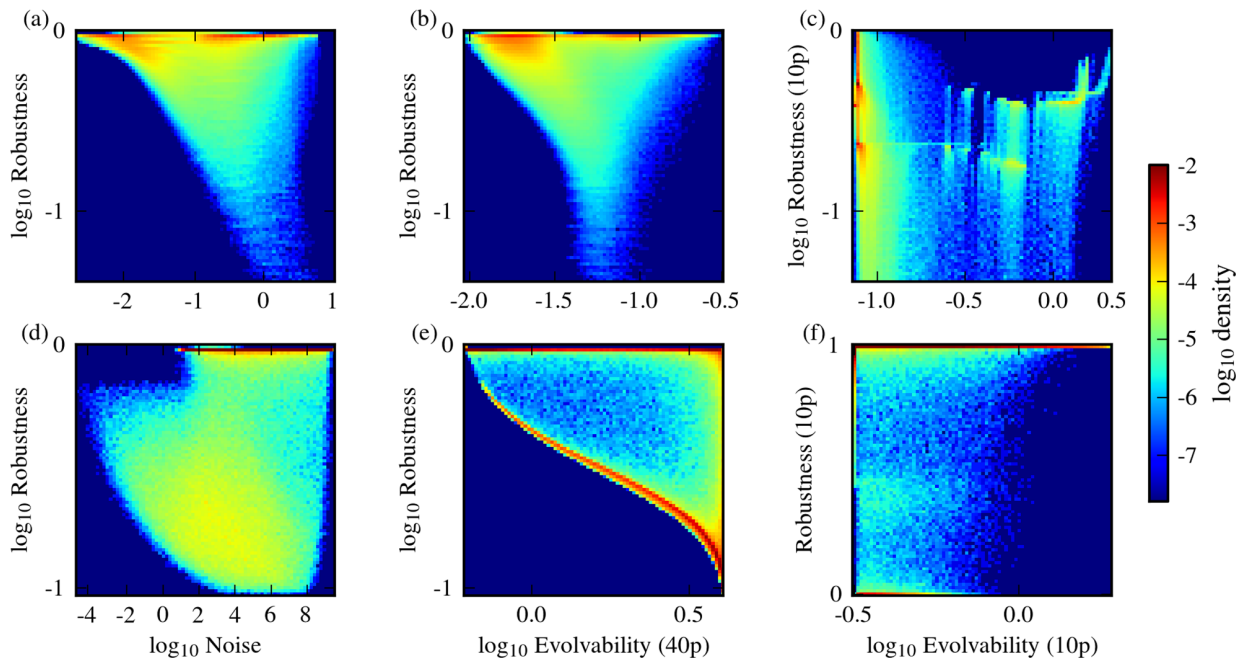 (a) (b) (c)
0 0 0
log10 Robustness log10 Robustness log10 Robustness (10p)
-1 -1 -1
-2 -1 0 1 -2.0 -1.5 -1.0 -0.5 -1.0 -0.5 0.0 0.5
-2
-3
-4
-5
-6
-7
log10 density
(d) (e) (f)
0 0 1
log10 Robustness log10 Robustness Robustness (10p)
-1 -1 0
-4 -2 0 2 4 6 8 0.0 0.5 -0.5 0.0
log10 Noise log10 Evolvability (40p) log10 Evolvability (10p)